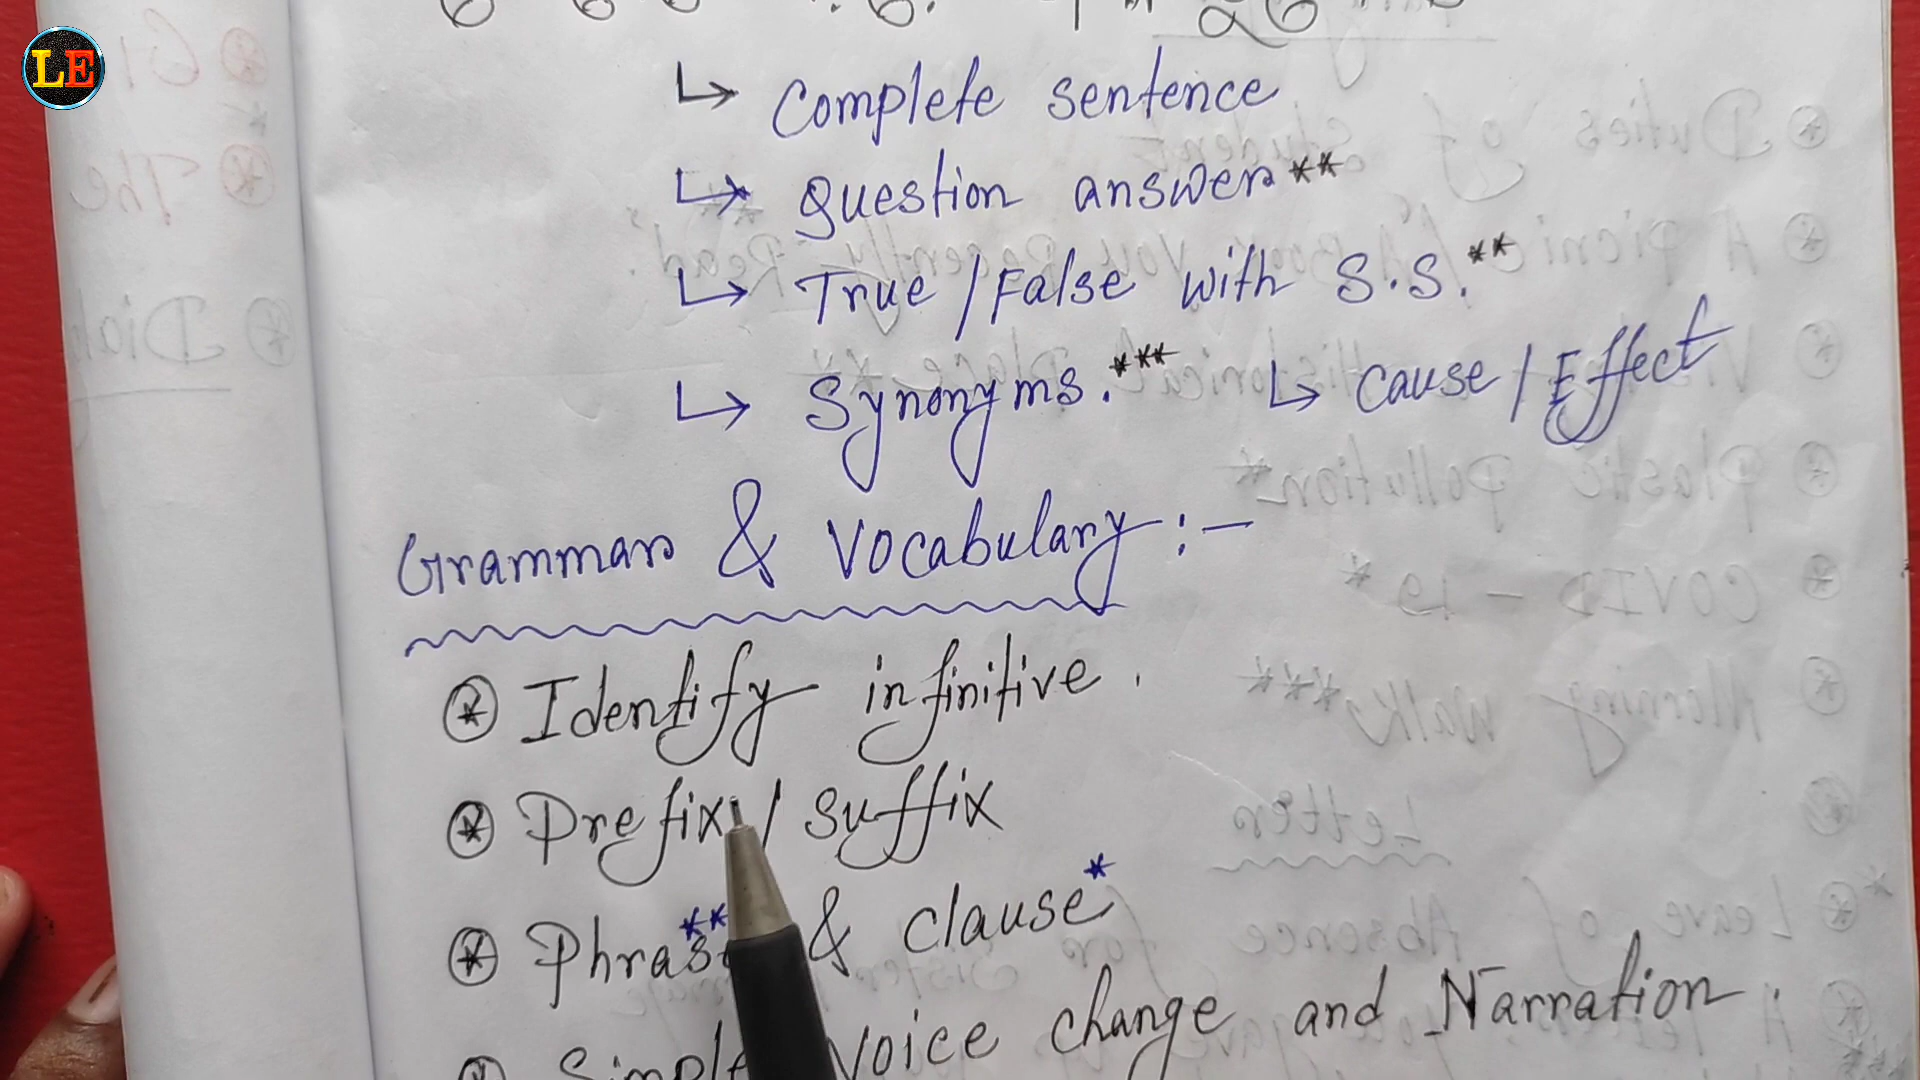 LE
↳ Complete sentence
↳ Question answer**
↳ True / False with S.S.**
↳ Synonyms.*** ↳ Cause / Effect
Grammar & Vocabulary :-
Identify infinitive.
Prefix / Suffix
Phrase** & clause*
Simple voice change and Narration.